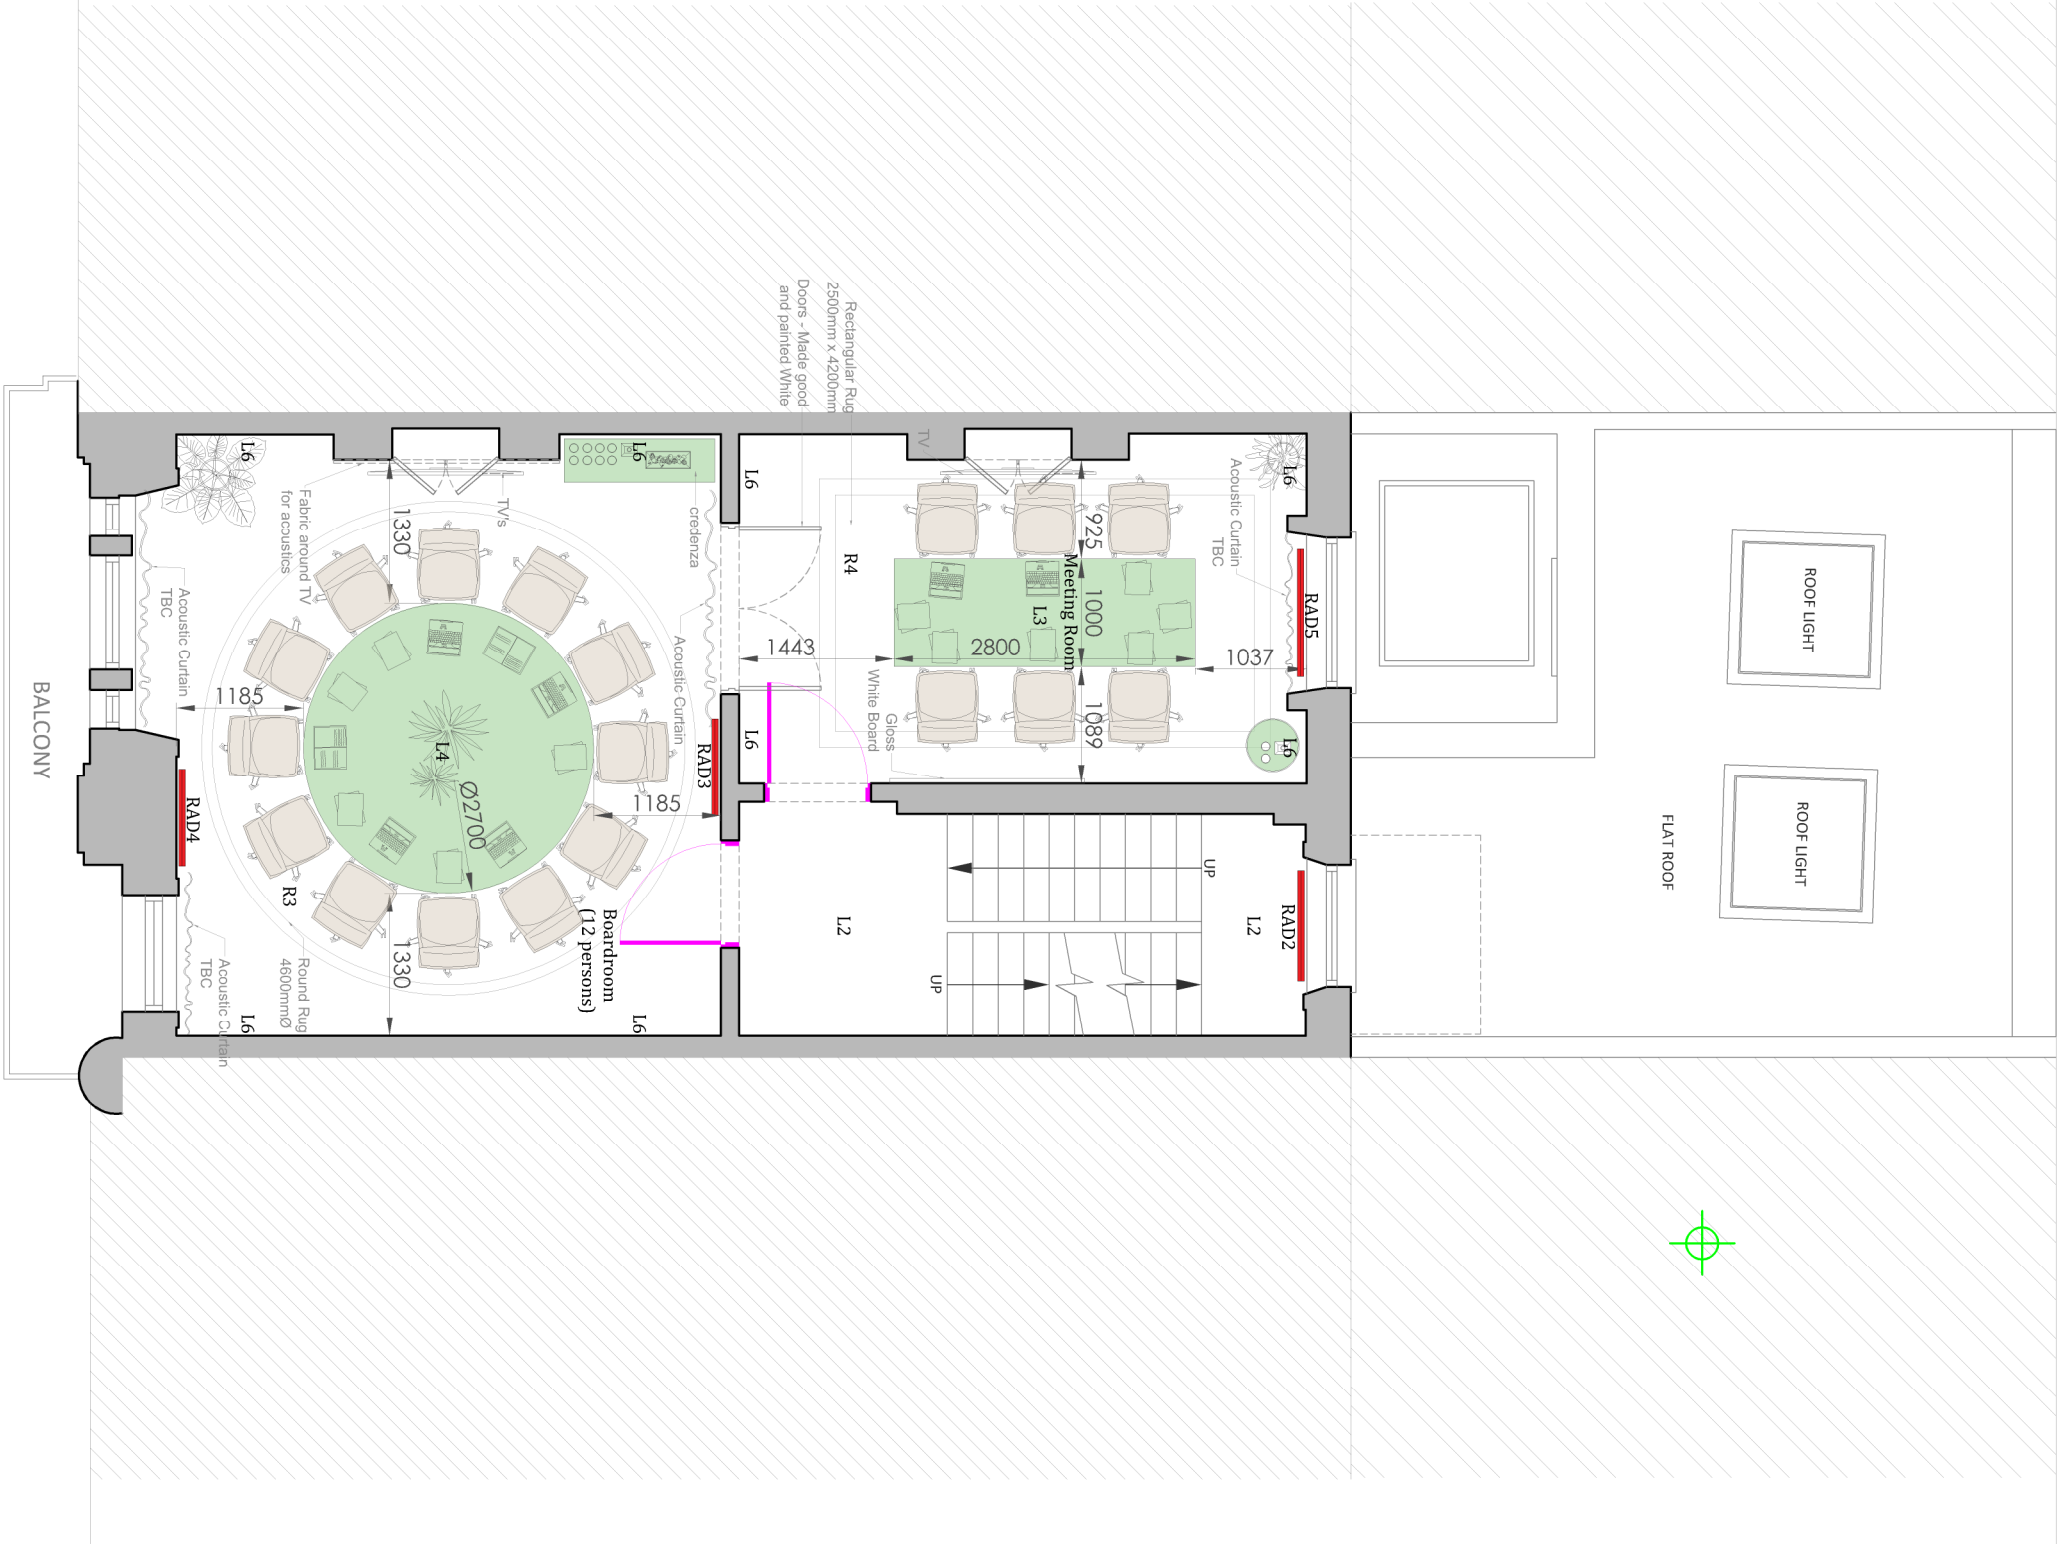 Rectangular Rug
2500mm x 4200mm
Doors - Made good
and painted White
TV
L6
L6
L6
L6
Acoustic Curtain
TBC
Fabric around TV
for acoustics
TV's
credenza
1330
925
R4
Meeting Room
L3
1000
RAD5
ROOF LIGHT
Acoustic Curtain
TBC
1443
2800
1037
Acoustic Curtain
White Board
Gloss
1089
BALCONY
1185
L4
Ø2700
RAD3
L6
L6
1185
RAD4
ROOF LIGHT
FLAT ROOF
UP
R3
Boardroom
(12 persons)
L2
L2
RAD2
1330
Round Rug
4600mmØ
Acoustic Curtain
TBC
UP
L6
L6